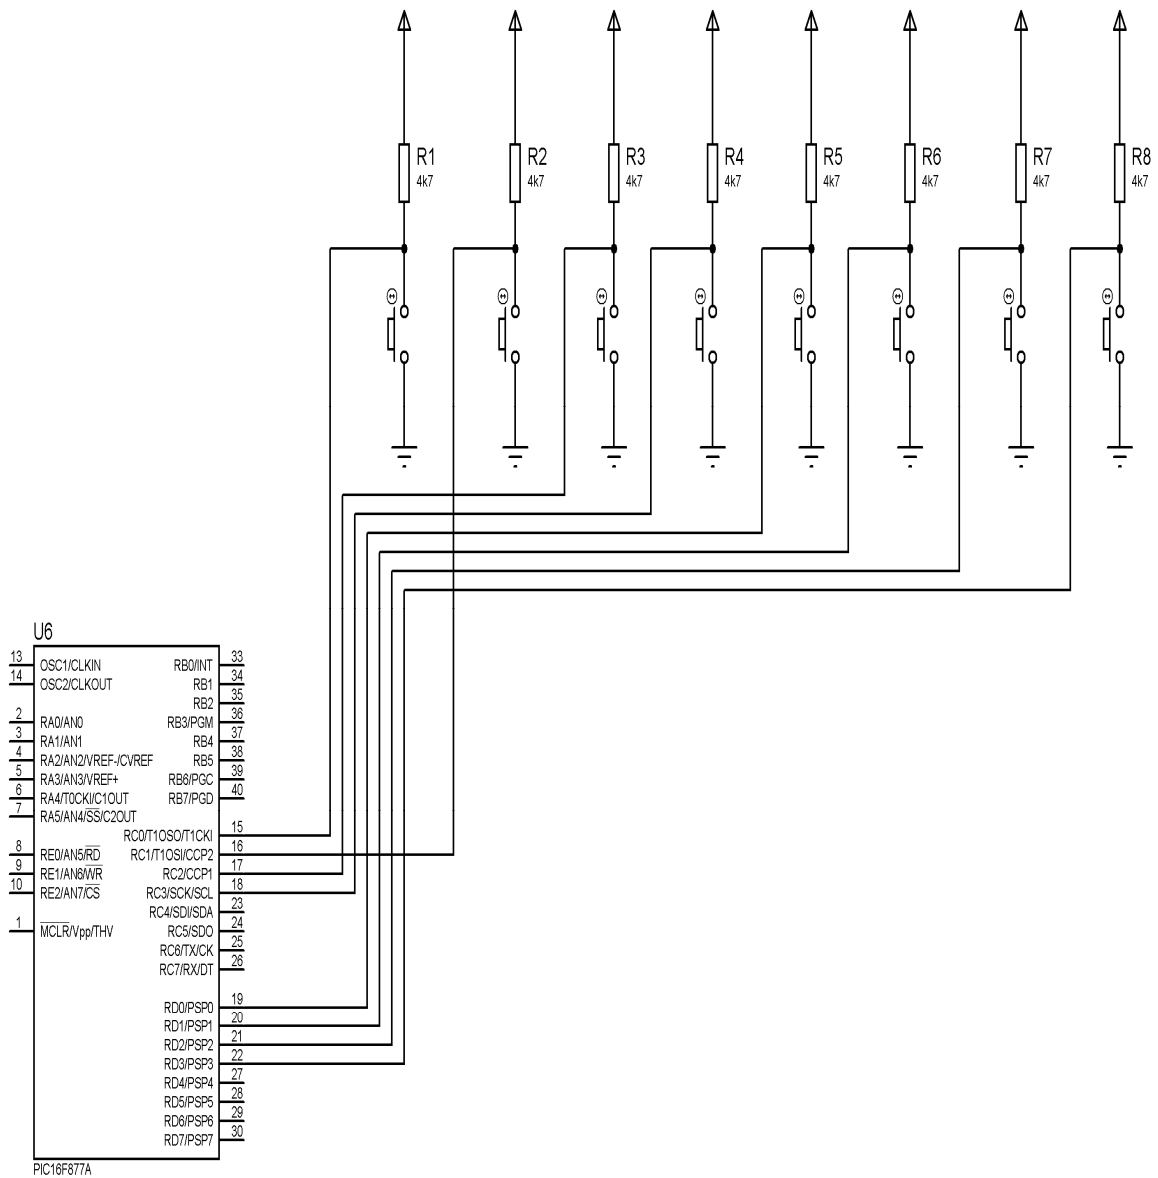 R1 R2 R3 R4 R5 R6 R7 R8
4k7 4k7 4k7 4k7 4k7 4k7 4k7 4k7
U6
13 OSC1/CLKIN RB0/INT 33
14 OSC2/CLKOUT RB1 34
RB2 35
2 RA0/AN0 RB3/PGM 36
3 RA1/AN1 RB4 37
4 RA2/AN2/VREF-/CVREF RB5 38
5 RA3/AN3/VREF+ RB6/PGC 39
6 RA4/T0CKI/C1OUT RB7/PGD 40
7 RA5/AN4/SS/C2OUT
RC0/T1OSO/T1CKI 15
8 RE0/AN5/RD RC1/T1OSI/CCP2 16
9 RE1/AN6/WR RC2/CCP1 17
10 RE2/AN7/CS RC3/SCK/SCL 18
RC4/SDI/SDA 23
1 MCLR/Vpp/THV RC5/SDO 24
RC6/TX/CK 25
RC7/RX/DT 26
RD0/PSP0 19
RD1/PSP1 20
RD2/PSP2 21
RD3/PSP3 22
RD4/PSP4 27
RD5/PSP5 28
RD6/PSP6 29
RD7/PSP7 30
PIC16F877A